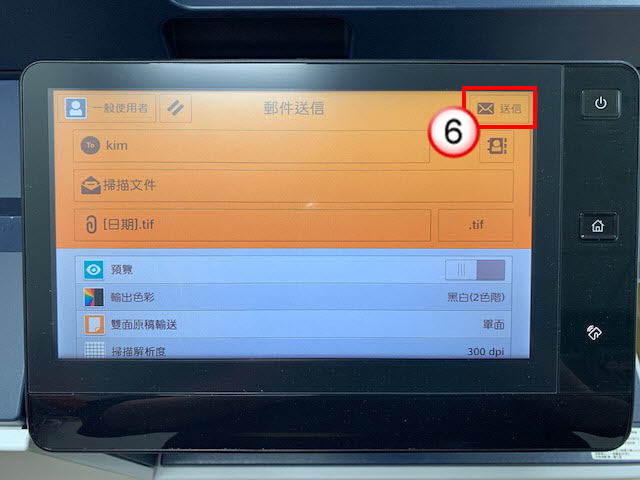 一般使用者
郵件送信
送信
6
To kim
掃描文件
[日期].tif
.tif
預覽
輸出色彩 黑白(2色階)
雙面原稿輸送 單面
掃描解析度 300 dpi